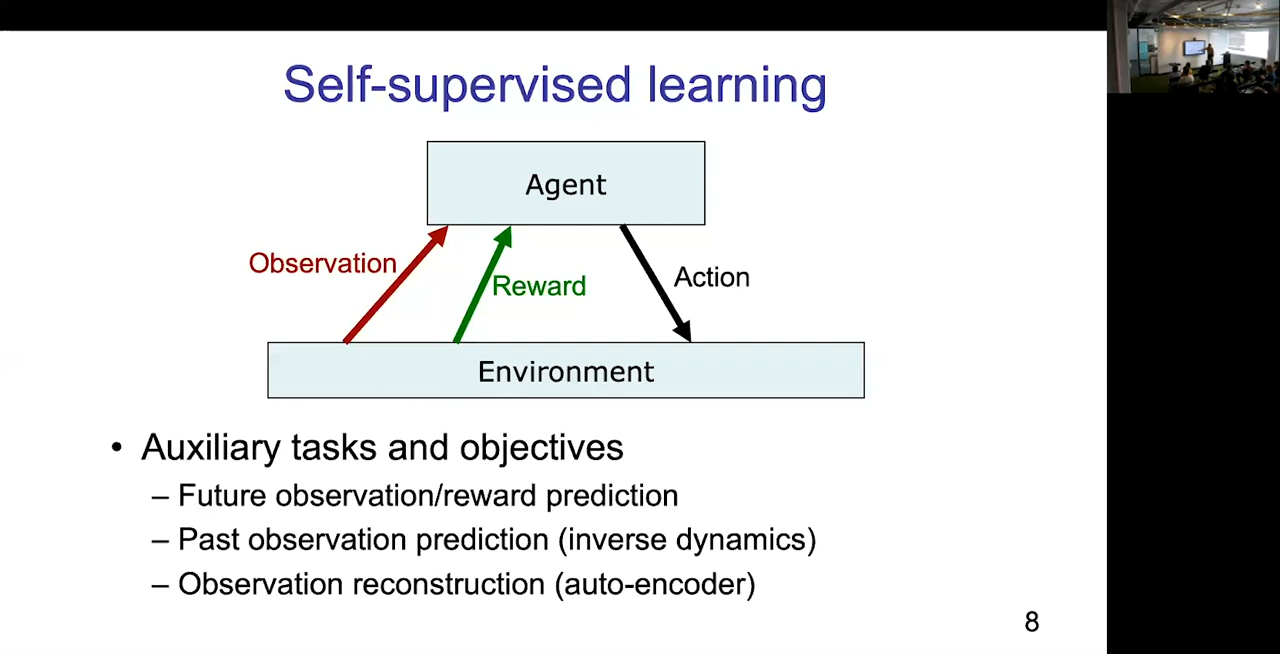 Self-supervised learning
Agent
Observation
Reward
Action
Environment
• Auxiliary tasks and objectives
– Future observation/reward prediction
– Past observation prediction (inverse dynamics)
– Observation reconstruction (auto-encoder)
8